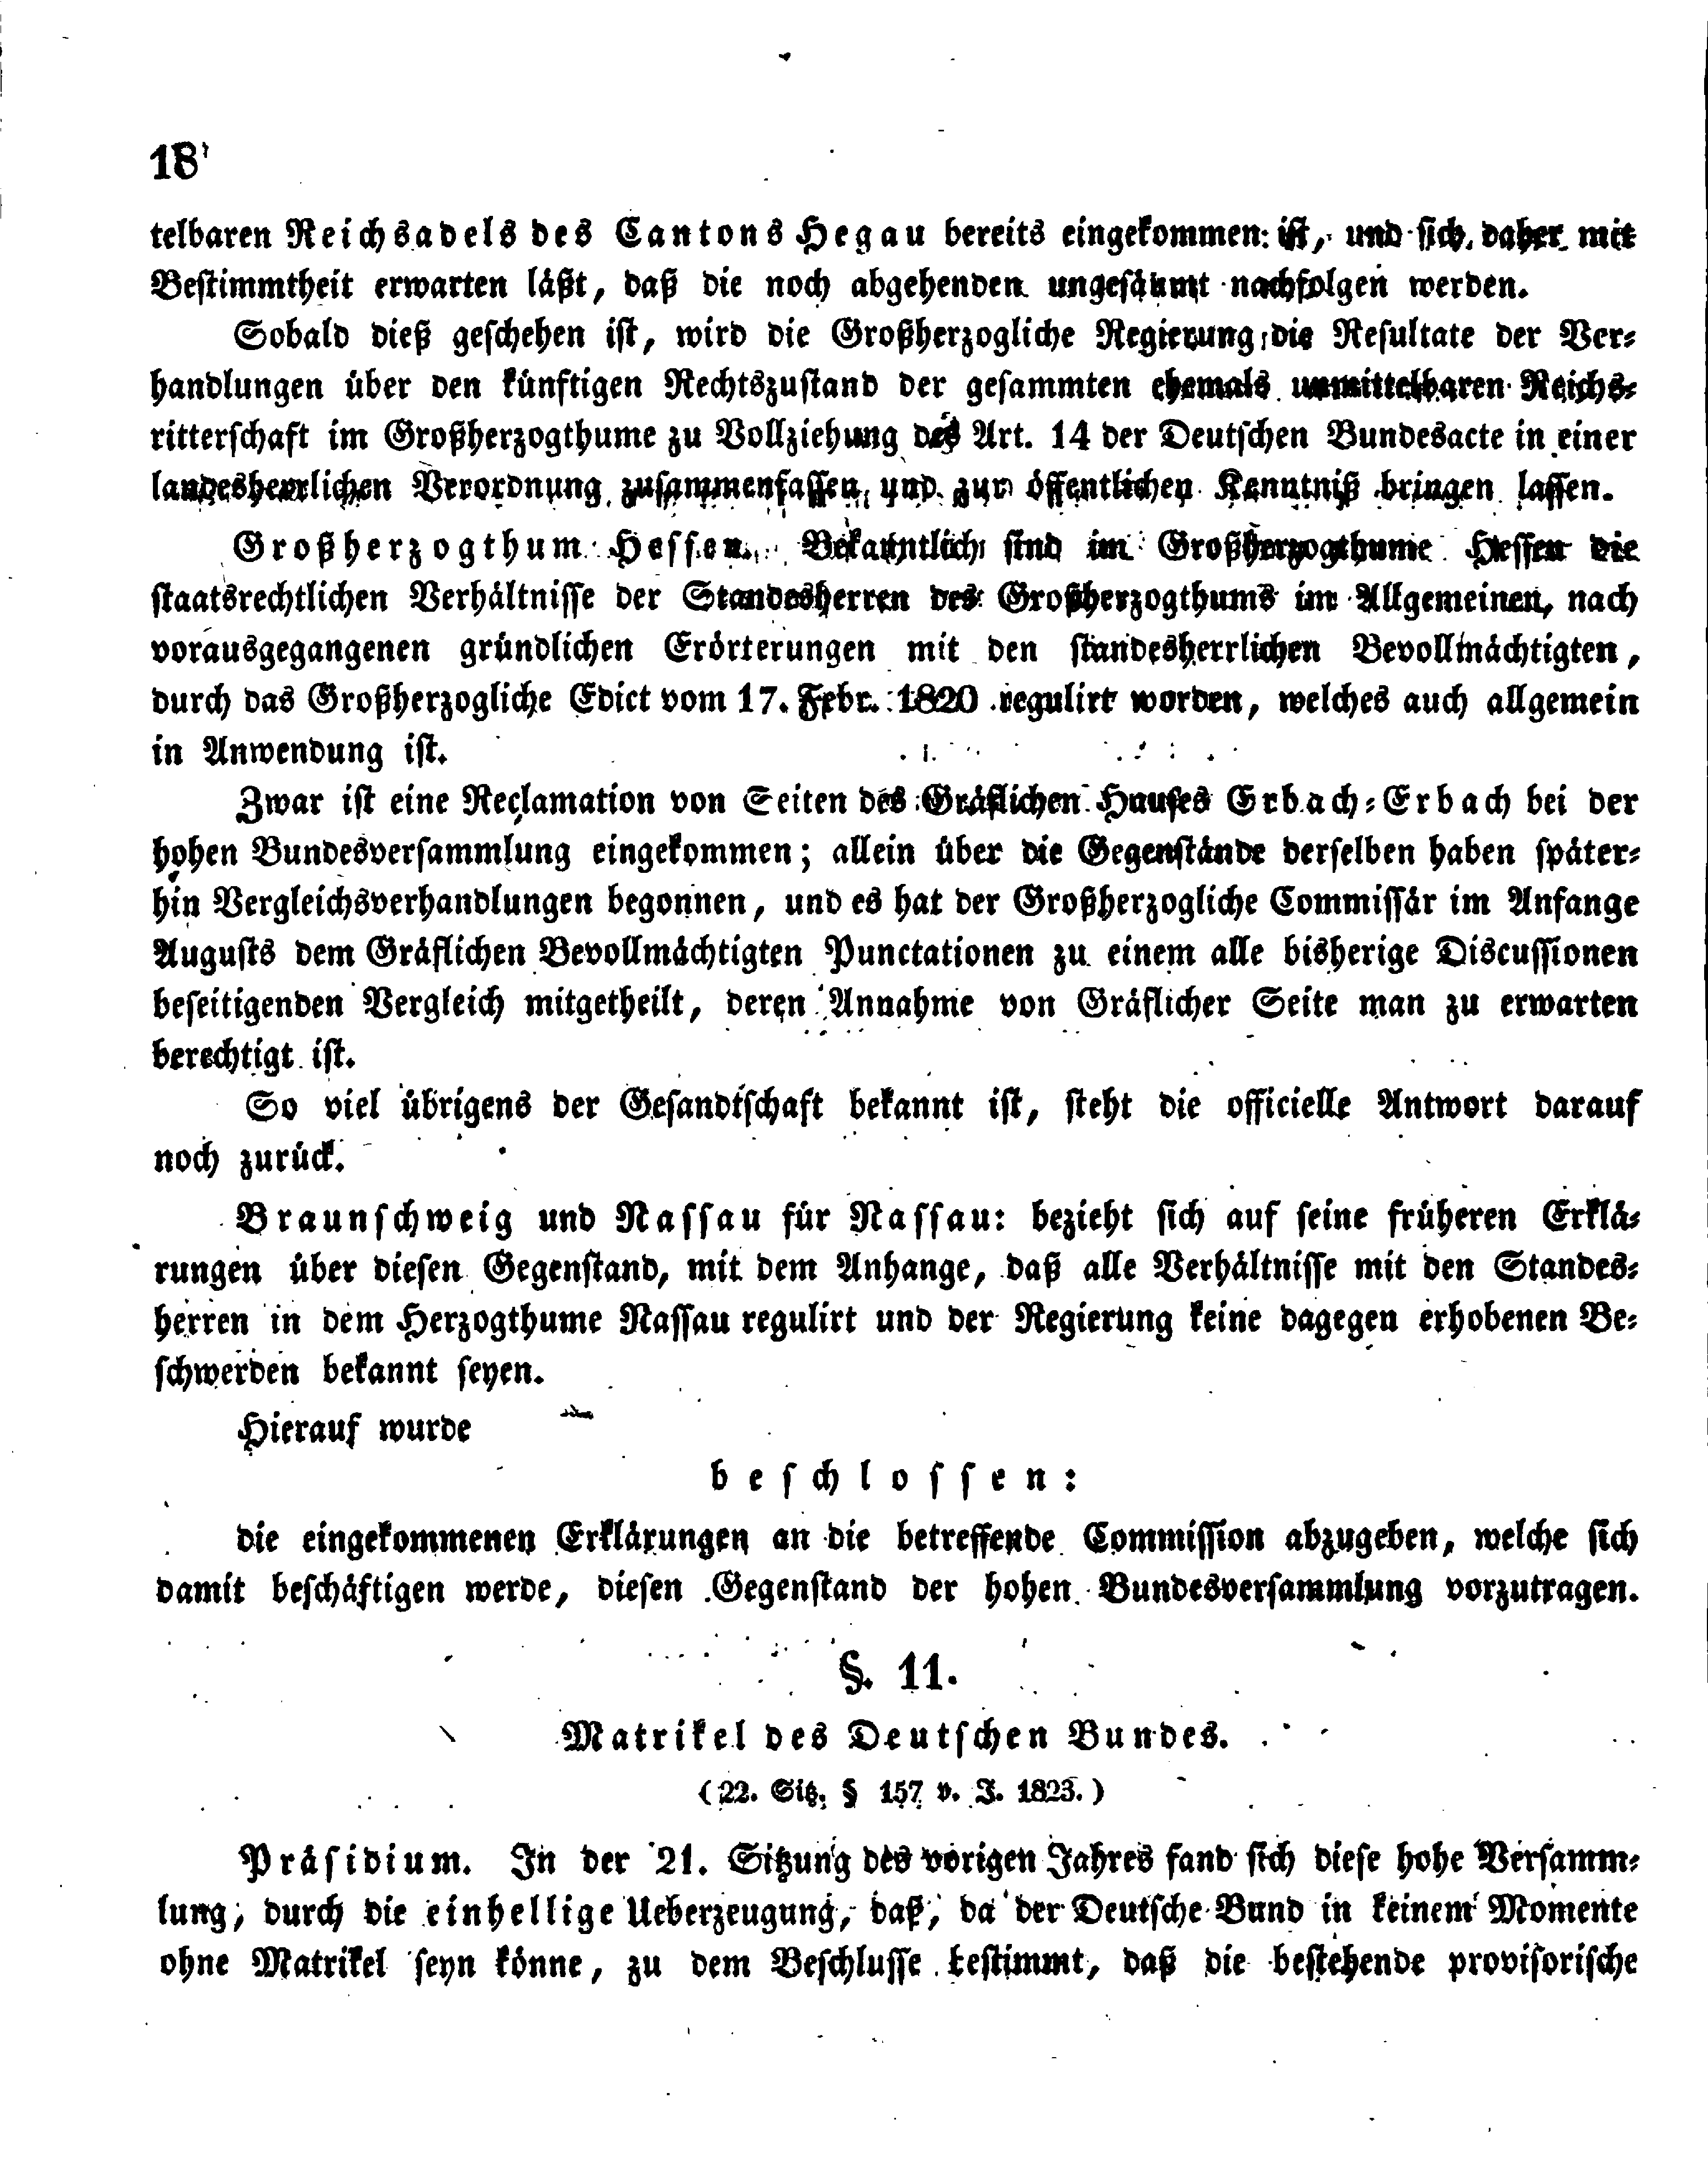 18
telbaren Reichsadels des Cantons Hegau bereits eingekommen ist, und sich daher mit
Bestimmtheit erwarten läßt, daß die noch abgehenden ungesäumt nachfolgen werden.
Sobald dieß geschehen ist, wird die Großherzogliche Regierung die Resultate der Ver-
handlungen über den künftigen Rechtszustand der gesammten ehemals unmittelbaren Reichs-
ritterschaft im Großherzogthume zu Vollziehung des Art. 14 der Deutschen Bundesacte in einer
landesherrlichen Verordnung zusammenfassen und zur öffentlichen Kenntniß bringen lassen.
Großherzogthum Hessen. Bekanntlich sind im Großherzogthume Hessen die
staatsrechtlichen Verhältnisse der Standesherren des Großherzogthums im Allgemeinen, nach
vorausgegangenen gründlichen Erörterungen mit den standesherrlichen Bevollmächtigten,
durch das Großherzogliche Edict vom 17. Febr. 1820 regulirt worden, welches auch allgemein
in Anwendung ist.
Zwar ist eine Reclamation von Seiten des Gräflichen Hauses Erbach-Erbach bei der
hohen Bundesversammlung eingekommen; allein über die Gegenstände derselben haben später-
hin Vergleichsverhandlungen begonnen, und es hat der Großherzogliche Commissär im Anfange
Augusts dem Gräflichen Bevollmächtigten Punctationen zu einem alle bisherige Discussionen
beseitigenden Vergleich mitgetheilt, deren Annahme von Gräflicher Seite man zu erwarten
berechtigt ist.
So viel übrigens der Gesandtschaft bekannt ist, steht die officielle Antwort darauf
noch zurück.
Braunschweig und Nassau für Nassau: bezieht sich auf seine früheren Erklä-
rungen über diesen Gegenstand, mit dem Anhange, daß alle Verhältnisse mit den Standes-
herren in dem Herzogthume Nassau regulirt und der Regierung keine dagegen erhobenen Be-
schwerden bekannt seyen.
Hierauf wurde
beschlossen:
die eingekommenen Erklärungen an die betreffende Commission abzugeben, welche sich
damit beschäftigen werde, diesen Gegenstand der hohen Bundesversammlung vorzutragen.
§. 11.
Matrikel des Deutschen Bundes.
(22. Sitz. § 157 v. J. 1823.)
Präsidium. In der 21. Sitzung des vorigen Jahres fand sich diese hohe Versamm-
lung, durch die einhellige Ueberzeugung, daß, da der Deutsche Bund in keinem Momente
ohne Matrikel seyn könne, zu dem Beschlusse bestimmt, daß die bestehende provisorische